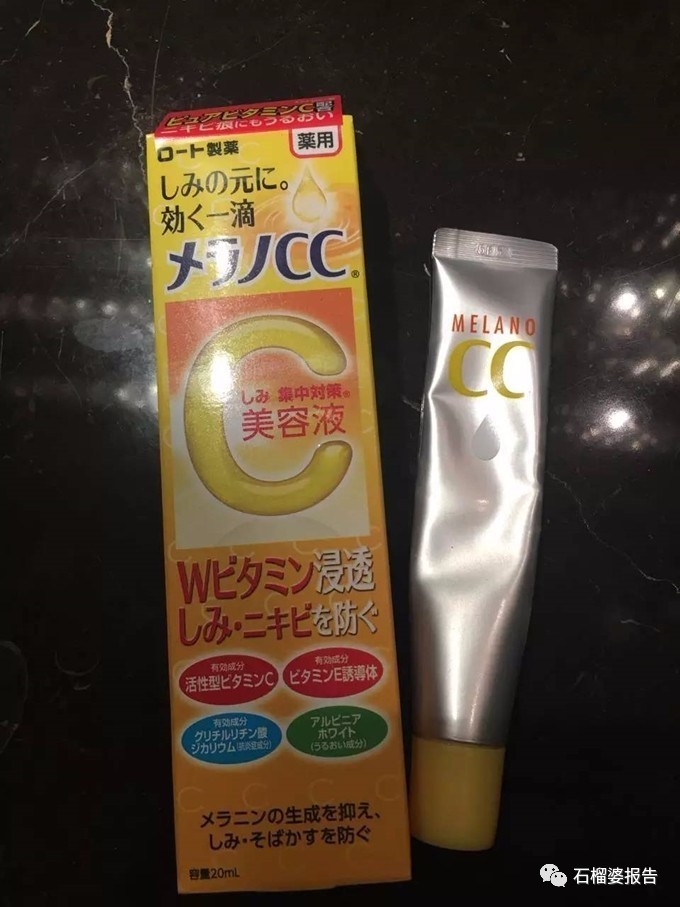 ピュアビタミンC配合
ニキビ痕にもうるおい
ロート製薬
薬用
しみの元に。
効く一滴
メラノCC®
しみ 集中対策※
美容液
Wビタミン浸透
しみ・ニキビを防ぐ
有効成分
活性型ビタミンC
有効成分
ビタミンE誘導体
有効成分
グリチルリチン酸
ジカリウム(抗炎症成分)
アルピニア
ホワイト
(うるおい成分)
メラニンの生成を抑え、
しみ・そばかすを防ぐ
容量20mL
MELANO
CC
石榴婆报告